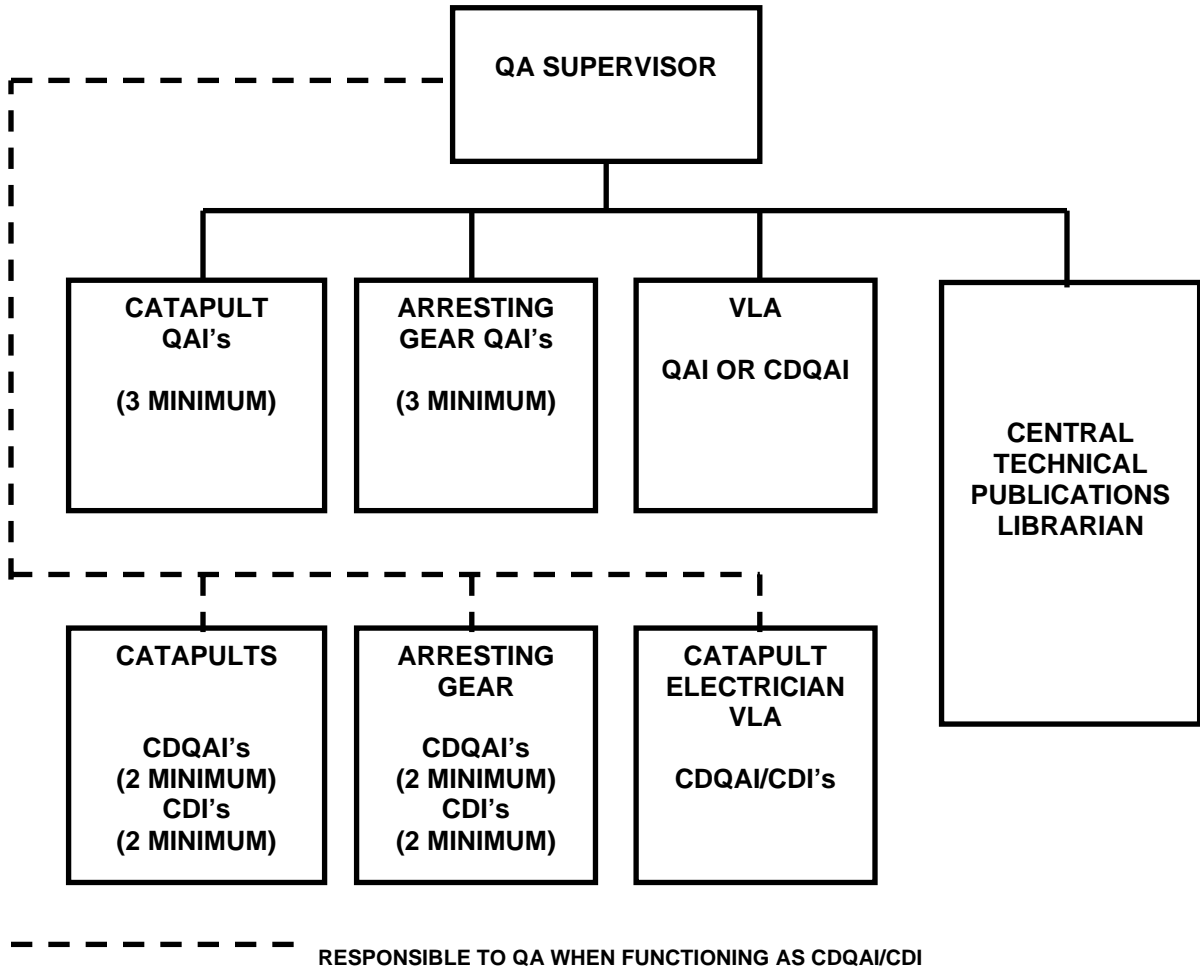 QA SUPERVISOR
CATAPULT
QAI's
(3 MINIMUM)
ARRESTING
GEAR QAI's
(3 MINIMUM)
VLA
QAI OR CDQAI
CENTRAL
TECHNICAL
PUBLICATIONS
LIBRARIAN
CATAPULTS
CDQAI's
(2 MINIMUM)
CDI's
(2 MINIMUM)
ARRESTING
GEAR
CDQAI's
(2 MINIMUM)
CDI's
(2 MINIMUM)
CATAPULT
ELECTRICIAN
VLA
CDQAI/CDI's
RESPONSIBLE TO QA WHEN FUNCTIONING AS CDQAI/CDI